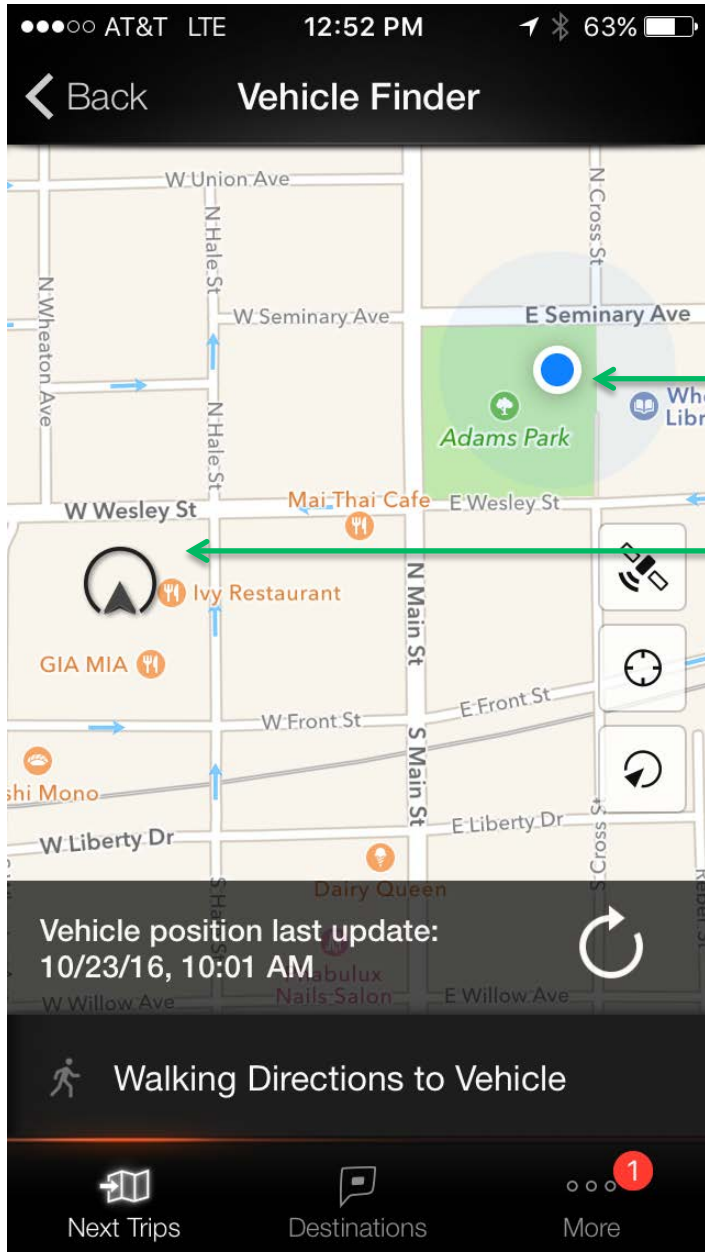 AT&T LTE 12:52 PM 63%
Back Vehicle Finder
W Union Ave
N Cross St
N Hale St
N Wheaton Ave
W Seminary Ave
E Seminary Ave
Adams Park
N Hale St
W Wesley St
Mai Thai Cafe
E Wesley St
Ivy Restaurant
N Main St
GIA MIA
W Front St
E Front St
S Main St
Mono
W Liberty Dr
E Liberty Dr
S Cross St
Dairy Queen
Vehicle position last update:
10/23/16, 10:01 AM
Nails Salon
W Willow Ave
E Willow Ave
Walking Directions to Vehicle
1
Next Trips
Destinations
More